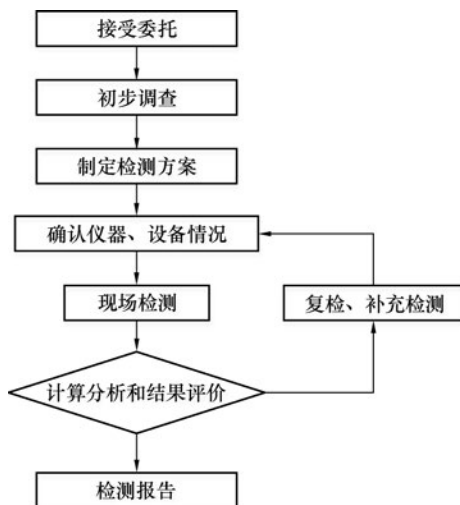 接受委托
初步调查
制定检测方案
确认仪器、设备情况
现场检测
复检、补充检测
计算分析和结果评价
检测报告